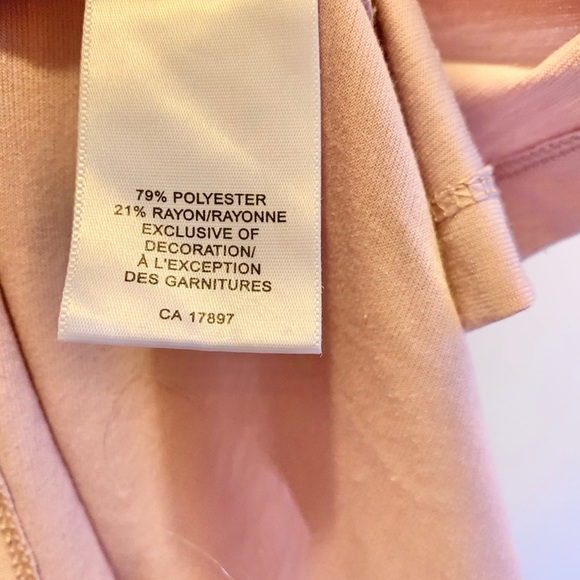 79% POLYESTER
21% RAYON/RAYONNE
EXCLUSIVE OF
DECORATION/
À L'EXCEPTION
DES GARNITURES
CA 17897